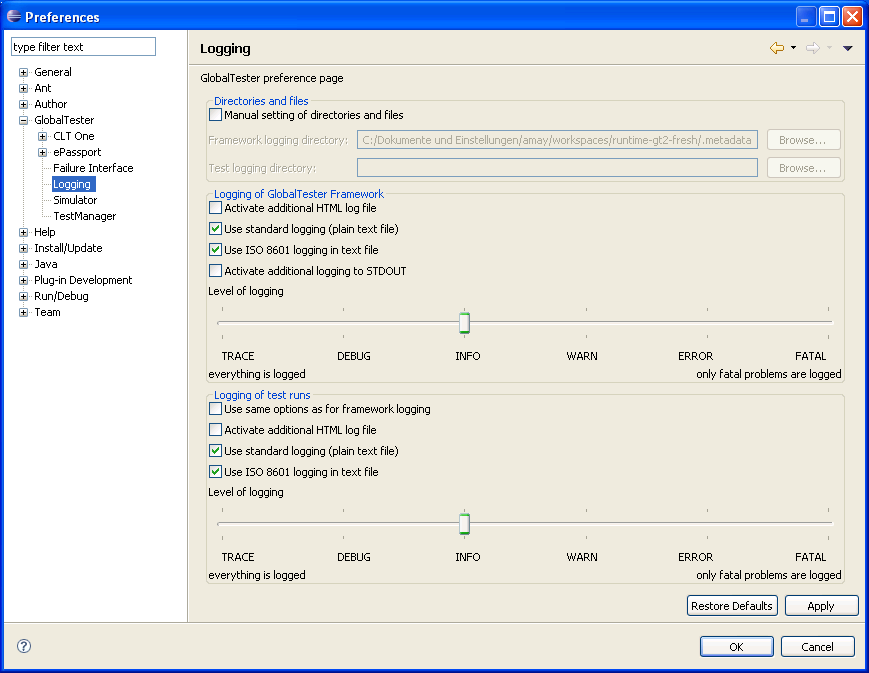 Preferences
type filter text
General
Ant
Author
GlobalTester
CLT One
ePassport
Failure Interface
Logging
Simulator
TestManager
Help
Install/Update
Java
Plug-in Development
Run/Debug
Team
Logging
GlobalTester preference page
Directories and files
Manual setting of directories and files
Framework logging directory: C:/Dokumente und Einstellungen/amay/workspaces/runtime-gt2-fresh/.metadata Browse...
Test logging directory: Browse...
Logging of GlobalTester Framework
Activate additional HTML log file
Use standard logging (plain text file)
Use ISO 8601 logging in text file
Activate additional logging to STDOUT
Level of logging
TRACE DEBUG INFO WARN ERROR FATAL
everything is logged only fatal problems are logged
Logging of test runs
Use same options as for framework logging
Activate additional HTML log file
Use standard logging (plain text file)
Use ISO 8601 logging in text file
Level of logging
TRACE DEBUG INFO WARN ERROR FATAL
everything is logged only fatal problems are logged
Restore Defaults Apply
? OK Cancel